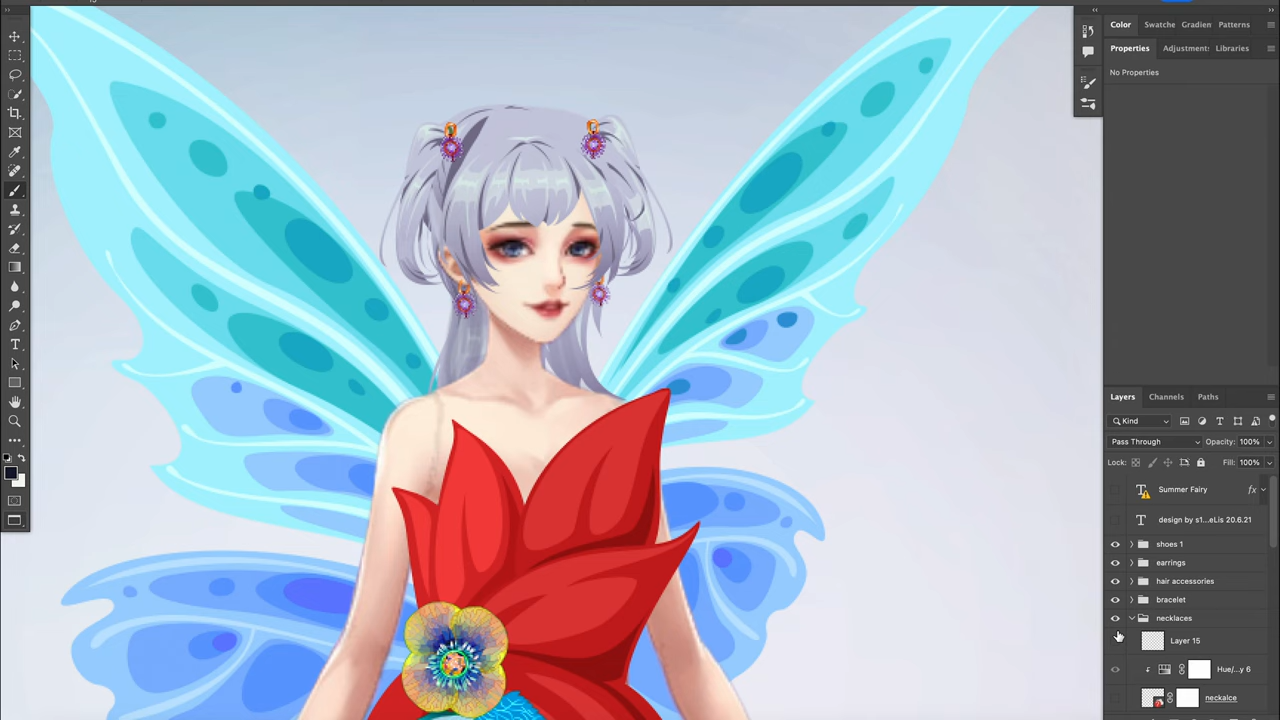 Color Swatche Gradien Patterns
Properties Adjustment: Libraries
No Properties
Layers Channels Paths
Kind
Pass Through Opacity: 100%
Lock: Fill: 100%
T Summer Fairy fx
T design by s1...eLis 20.6.21
shoes 1
earrings
hair accessories
bracelet
necklaces
Layer 15
Hue/...y 6
neckalce